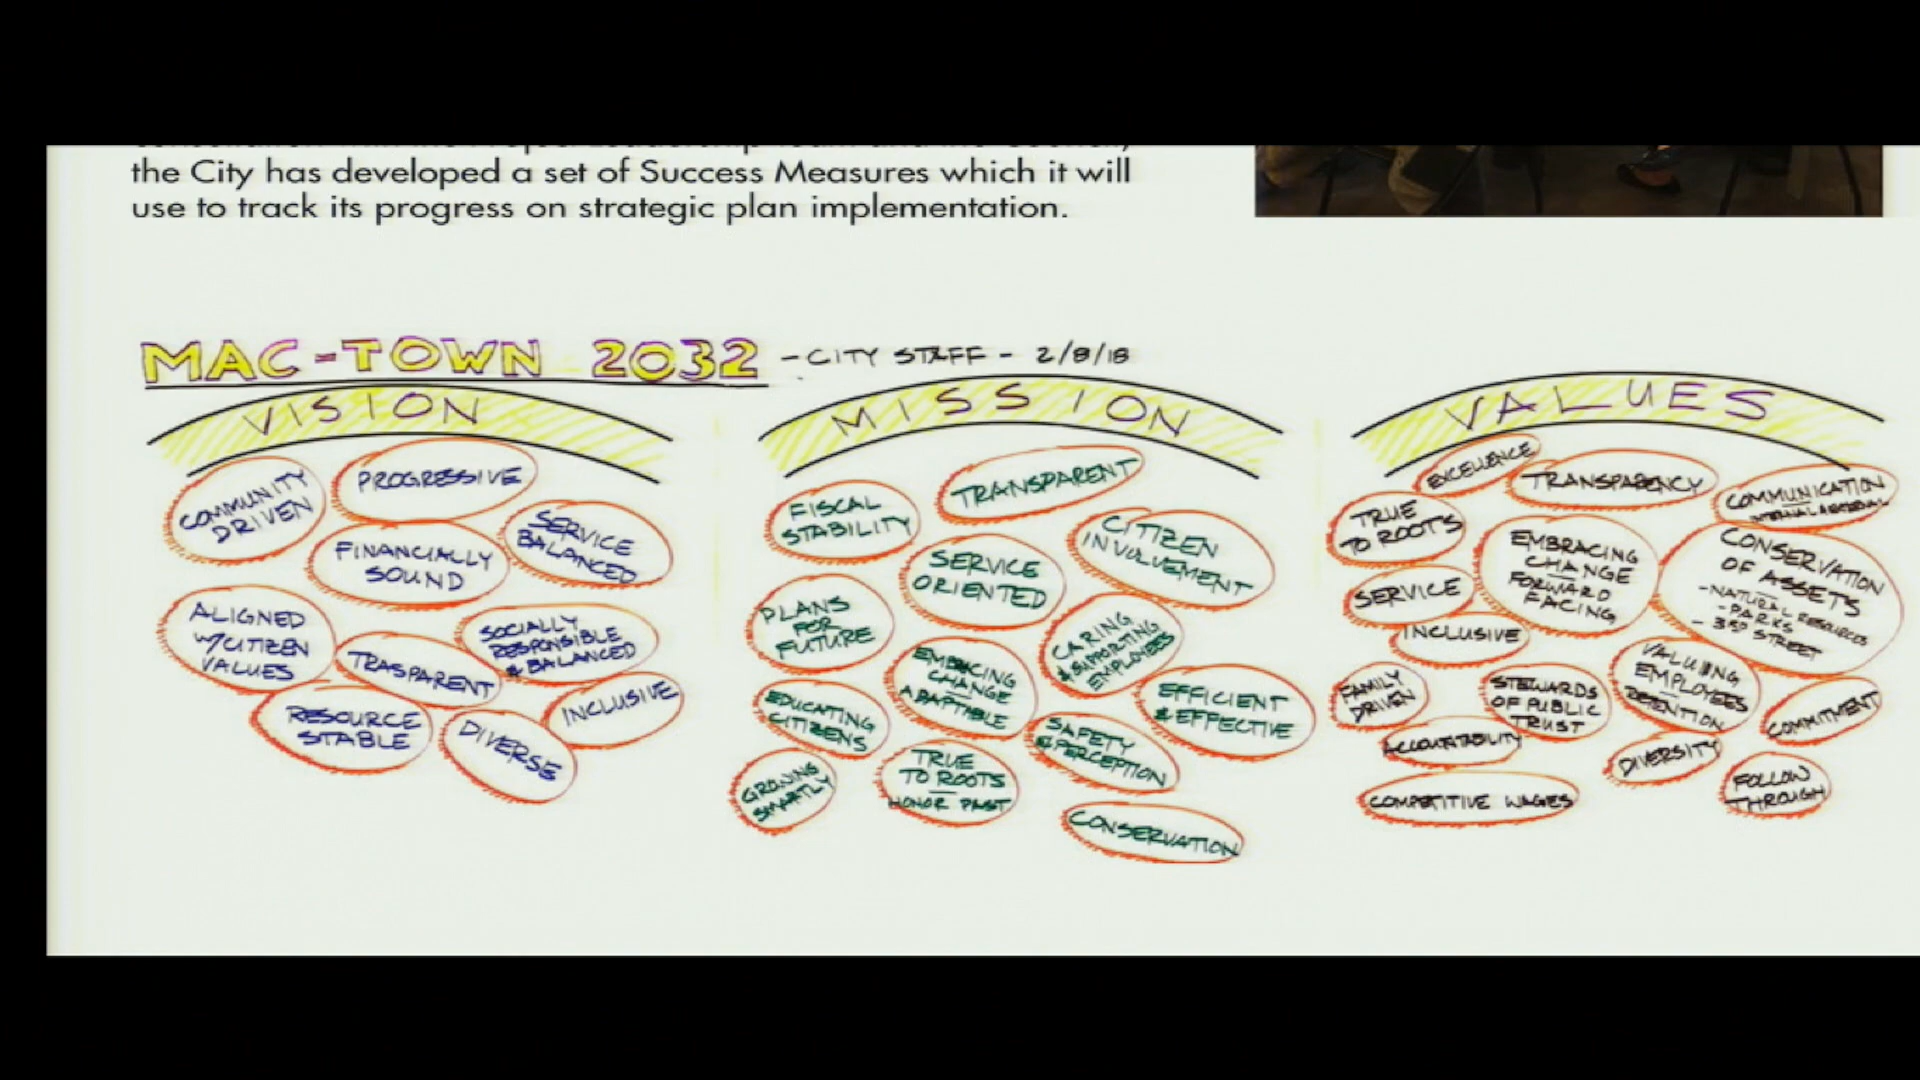 the City has developed a set of Success Measures which it will
use to track its progress on strategic plan implementation.
MAC-TOWN 2032 - CITY STAFF - 2/8/18
VISION
COMMUNITY
DRIVEN
PROGRESSIVE
FINANCIALLY
SOUND
SERVICE
BALANCED
ALIGNED
W/CITIZEN
VALUES
TRASPARENT
SOCIALLY
RESPONSIBLE
& BALANCED
RESOURCE
STABLE
DIVERSE
INCLUSIVE
MISSION
FISCAL
STABILITY
TRANSPARENT
CITIZEN
INVOLVEMENT
SERVICE
ORIENTED
PLANS
FOR
FUTURE
CARING
& SUPPORTING
EMPLOYEES
EMBRACING
CHANGE
ADAPTABLE
EFFICIENT
& EFFECTIVE
EDUCATING
CITIZENS
SAFETY
& PERCEPTION
GROWING
SMARTLY
TRUE
TO ROOTS
HONOR PAST
CONSERVATION
VALUES
EXCELLENCE
TRANSPARENCY
COMMUNICATION
INTERNAL & EXTERNAL
TRUE
TO ROOTS
EMBRACING
CHANGE
FORWARD
FACING
CONSERVATION
OF ASSETS
- NATURAL RESOURCES
- PARKS
- 3RD STREET
SERVICE
INCLUSIVE
VALUING
EMPLOYEES
RETENTION
FAMILY
DRIVEN
STEWARDS
OF PUBLIC
TRUST
COMMITMENT
ACCOUNTABILITY
DIVERSITY
FOLLOW
THROUGH
COMPETITIVE WAGES